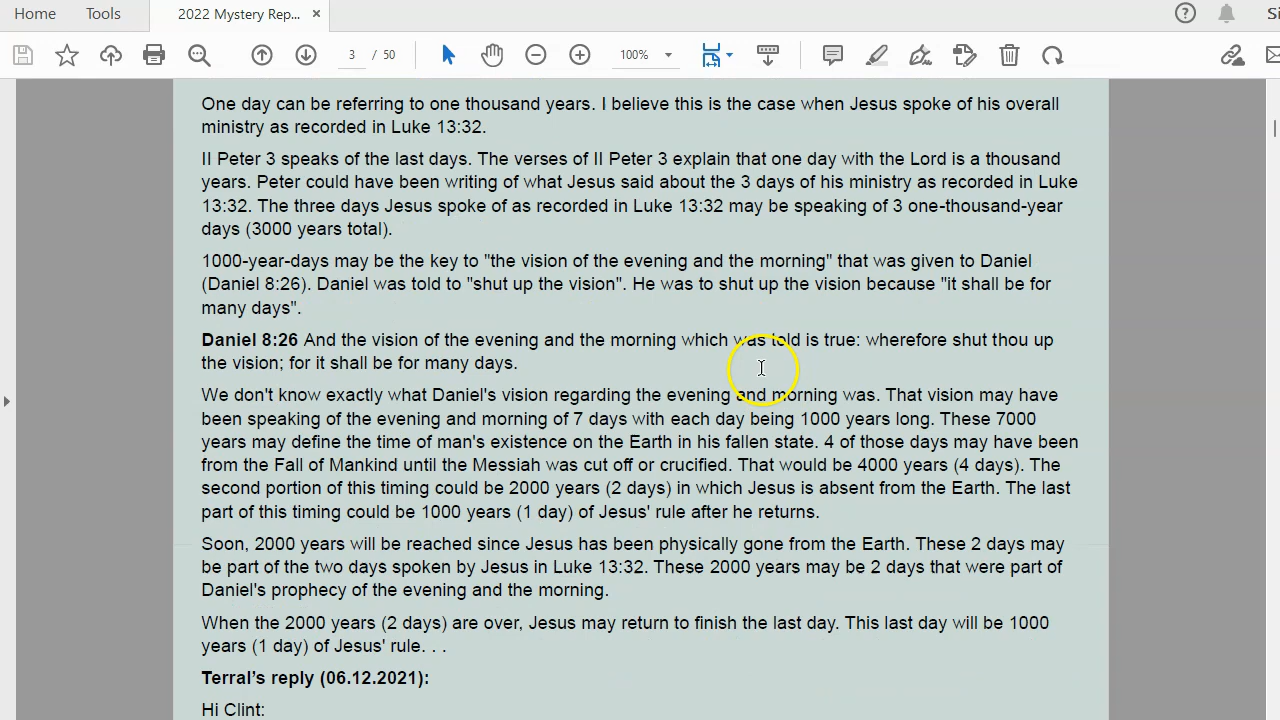 Home
Tools
2022 Mystery Rep... ×
3 / 50
100%
One day can be referring to one thousand years. I believe this is the case when Jesus spoke of his overall
ministry as recorded in Luke 13:32.
II Peter 3 speaks of the last days. The verses of II Peter 3 explain that one day with the Lord is a thousand
years. Peter could have been writing of what Jesus said about the 3 days of his ministry as recorded in Luke
13:32. The three days Jesus spoke of as recorded in Luke 13:32 may be speaking of 3 one-thousand-year
days (3000 years total).
1000-year-days may be the key to "the vision of the evening and the morning" that was given to Daniel
(Daniel 8:26). Daniel was told to "shut up the vision". He was to shut up the vision because "it shall be for
many days".
Daniel 8:26 And the vision of the evening and the morning which was told is true: wherefore shut thou up
the vision; for it shall be for many days.
We don't know exactly what Daniel's vision regarding the evening and morning was. That vision may have
been speaking of the evening and morning of 7 days with each day being 1000 years long. These 7000
years may define the time of man's existence on the Earth in his fallen state. 4 of those days may have been
from the Fall of Mankind until the Messiah was cut off or crucified. That would be 4000 years (4 days). The
second portion of this timing could be 2000 years (2 days) in which Jesus is absent from the Earth. The last
part of this timing could be 1000 years (1 day) of Jesus' rule after he returns.
Soon, 2000 years will be reached since Jesus has been physically gone from the Earth. These 2 days may
be part of the two days spoken by Jesus in Luke 13:32. These 2000 years may be 2 days that were part of
Daniel's prophecy of the evening and the morning.
When the 2000 years (2 days) are over, Jesus may return to finish the last day. This last day will be 1000
years (1 day) of Jesus' rule. . .
Terral's reply (06.12.2021):
Hi Clint: